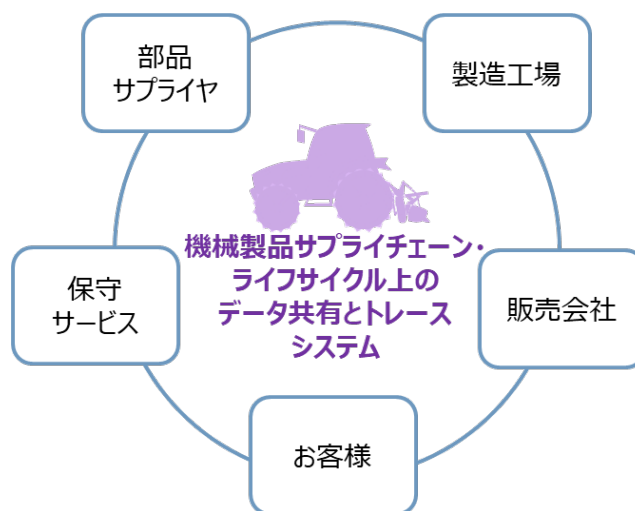 部品
サプライヤ
製造工場
機械製品サプライチェーン・
ライフサイクル上の
データ共有とトレース
システム
保守
サービス
販売会社
お客様